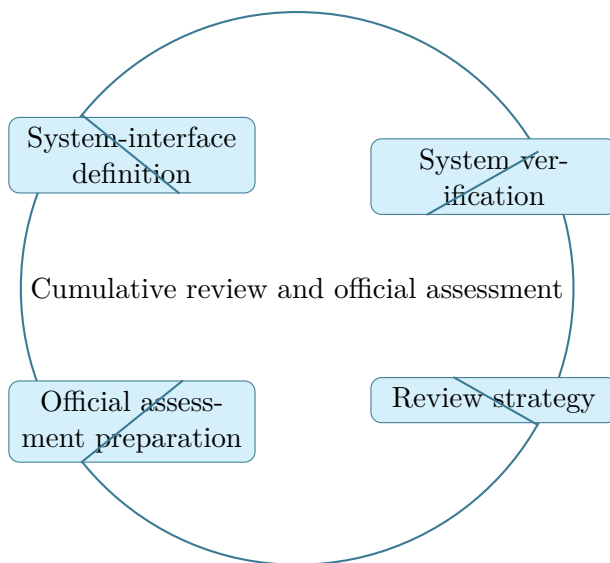 System-interface
definition
System ver-
ification
Cumulative review and official assessment
Official assess-
ment preparation
Review strategy